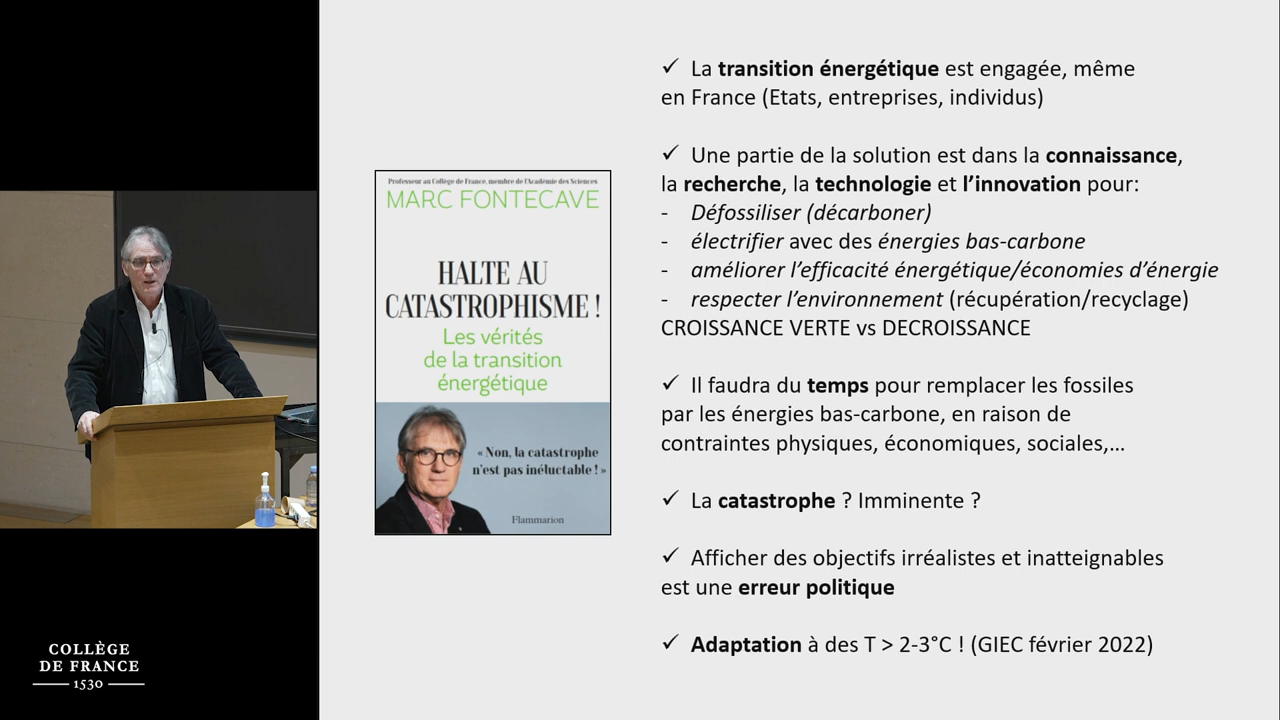 Professeur au Collège de France, membre de l'Académie des Sciences
MARC FONTECAVE
HALTE AU
CATASTROPHISME !
Les vérités
de la transition
énergétique
« Non, la catastrophe
n'est pas inéluctable ! »
Flammarion
✓ La transition énergétique est engagée, même
en France (Etats, entreprises, individus)
✓ Une partie de la solution est dans la connaissance,
la recherche, la technologie et l'innovation pour:
- Défossiliser (décarboner)
- électrifier avec des énergies bas-carbone
- améliorer l'efficacité énergétique/économies d'énergie
- respecter l'environnement (récupération/recyclage)
CROISSANCE VERTE vs DECROISSANCE
✓ Il faudra du temps pour remplacer les fossiles
par les énergies bas-carbone, en raison de
contraintes physiques, économiques, sociales,...
✓ La catastrophe ? Imminente ?
✓ Afficher des objectifs irréalistes et inatteignables
est une erreur politique
✓ Adaptation à des T > 2-3°C ! (GIEC février 2022)
COLLÈGE
DE FRANCE
1530